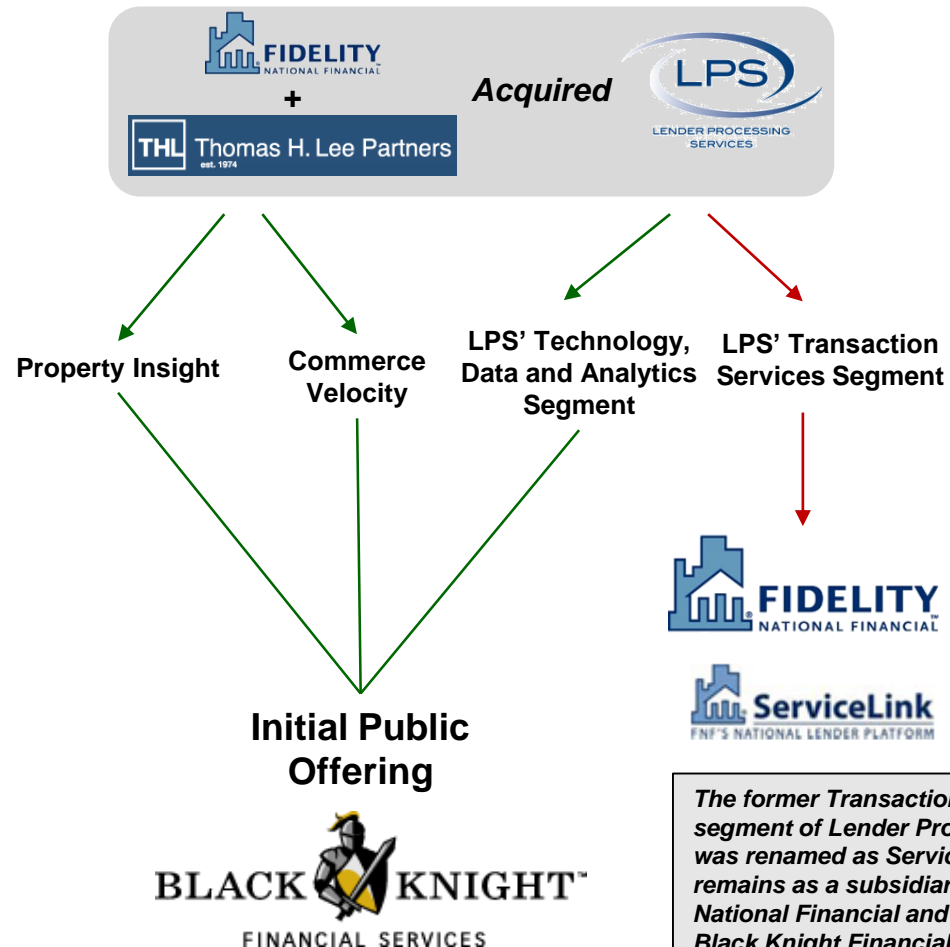 FIDELITY
NATIONAL FINANCIAL
+
THL Thomas H. Lee Partners
est. 1974
Acquired
LPS
LENDER PROCESSING
SERVICES
Property Insight
Commerce
Velocity
LPS’ Technology,
Data and Analytics
Segment
LPS’ Transaction
Services Segment
FIDELITY
NATIONAL FINANCIAL
ServiceLink
FNF'S NATIONAL LENDER PLATFORM
Initial Public
Offering
BLACK KNIGHT™
FINANCIAL SERVICES
The former Transaction
segment of Lender Pro
was renamed as Servic
remains as a subsidiar
National Financial and
Black Knight Financial